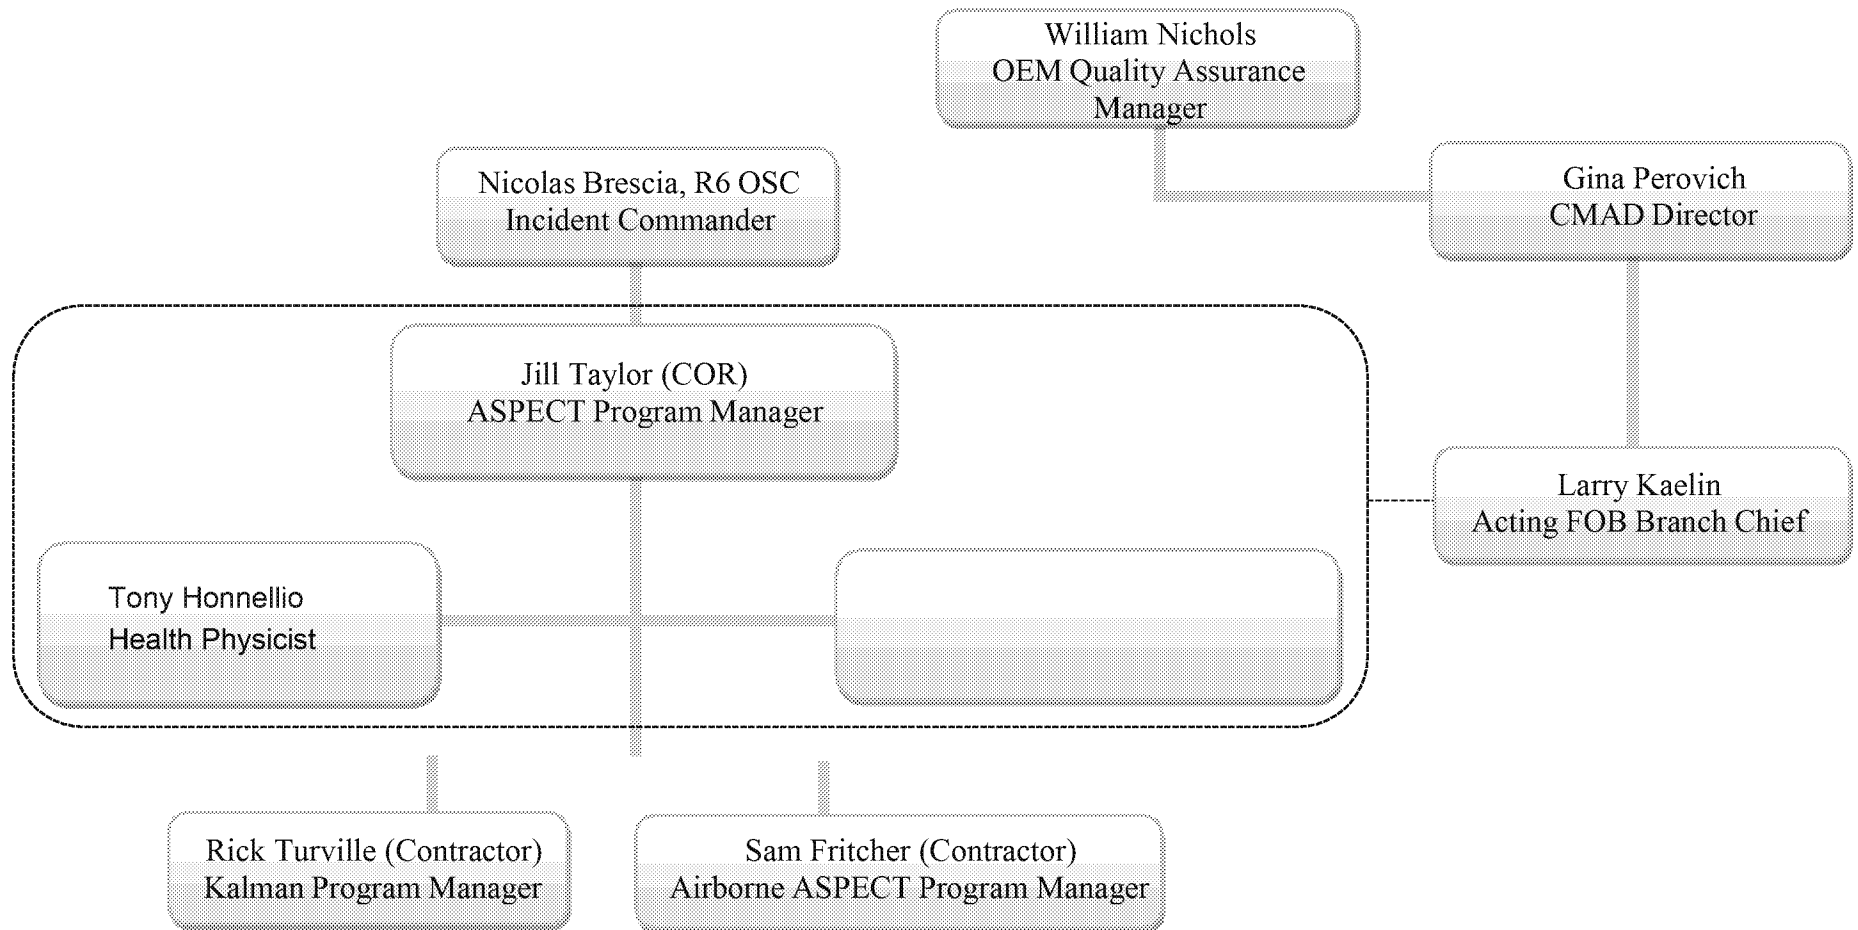 William Nichols
OEM Quality Assurance
Manager
Nicolas Brescia, R6 OSC
Incident Commander
Gina Perovich
CMAD Director
Jill Taylor (COR)
ASPECT Program Manager
Larry Kaelin
Acting FOB Branch Chief
Tony Honnellio
Health Physicist
Rick Turville (Contractor)
Kalman Program Manager
Sam Fritcher (Contractor)
Airborne ASPECT Program Manager